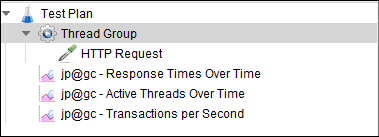 Test Plan
Thread Group
HTTP Request
jp@gc - Response Times Over Time
jp@gc - Active Threads Over Time
jp@gc - Transactions per Second